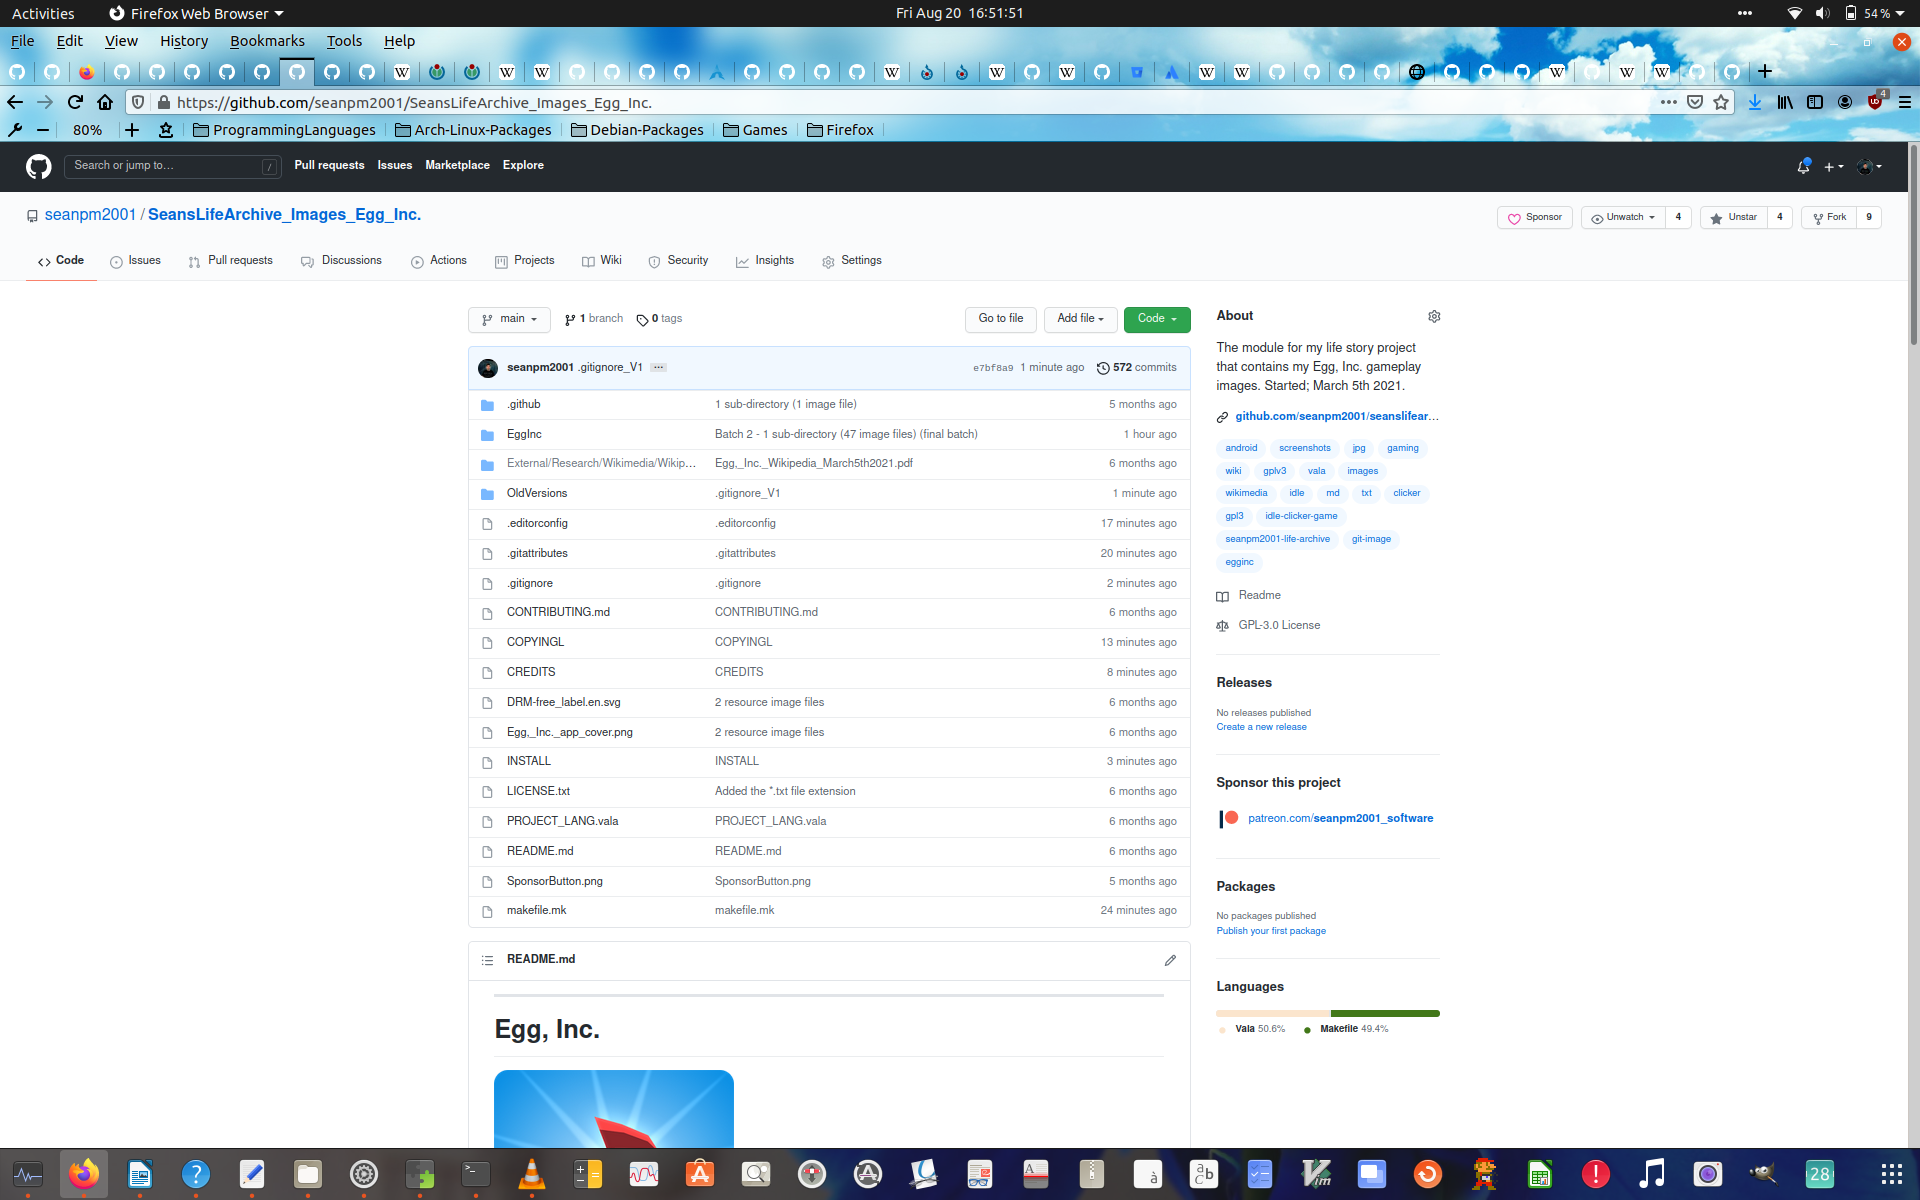 Activities Firefox Web Browser Fri Aug 20 16:51:51 54 %
File Edit View History Bookmarks Tools Help
https://github.com/seanpm2001/SeansLifeArchive_Images_Egg_Inc. 4
80% ProgrammingLanguages Arch-Linux-Packages Debian-Packages Games Firefox
Search or jump to... / Pull requests Issues Marketplace Explore
seanpm2001 / SeansLifeArchive_Images_Egg_Inc. Sponsor Unwatch 4 Unstar 4 Fork 9
Code Issues Pull requests Discussions Actions Projects Wiki Security Insights Settings
main 1 branch 0 tags Go to file Add file Code
seanpm2001 .gitignore_V1 ... e7bf8a9 1 minute ago 572 commits
.github 1 sub-directory (1 image file) 5 months ago
EggInc Batch 2 - 1 sub-directory (47 image files) (final batch) 1 hour ago
External/Research/Wikimedia/Wikip... Egg,_Inc._Wikipedia_March5th2021.pdf 6 months ago
OldVersions .gitignore_V1 1 minute ago
.editorconfig .editorconfig 17 minutes ago
.gitattributes .gitattributes 20 minutes ago
.gitignore .gitignore 2 minutes ago
CONTRIBUTING.md CONTRIBUTING.md 6 months ago
COPYINGL COPYINGL 13 minutes ago
CREDITS CREDITS 8 minutes ago
DRM-free_label.en.svg 2 resource image files 6 months ago
Egg,_Inc._app_cover.png 2 resource image files 6 months ago
INSTALL INSTALL 3 minutes ago
LICENSE.txt Added the *.txt file extension 6 months ago
PROJECT_LANG.vala PROJECT_LANG.vala 6 months ago
README.md README.md 6 months ago
SponsorButton.png SponsorButton.png 5 months ago
makefile.mk makefile.mk 24 minutes ago
README.md
Egg, Inc.
About
The module for my life story project
that contains my Egg, Inc. gameplay
images. Started; March 5th 2021.
github.com/seanpm2001/seanslifear...
android screenshots jpg gaming
wiki gplv3 vala images
wikimedia idle md txt clicker
gpl3 idle-clicker-game
seanpm2001-life-archive git-image
egginc
Readme
GPL-3.0 License
Releases
No releases published
Create a new release
Sponsor this project
patreon.com/seanpm2001_software
Packages
No packages published
Publish your first package
Languages
Vala 50.6% Makefile 49.4%
28